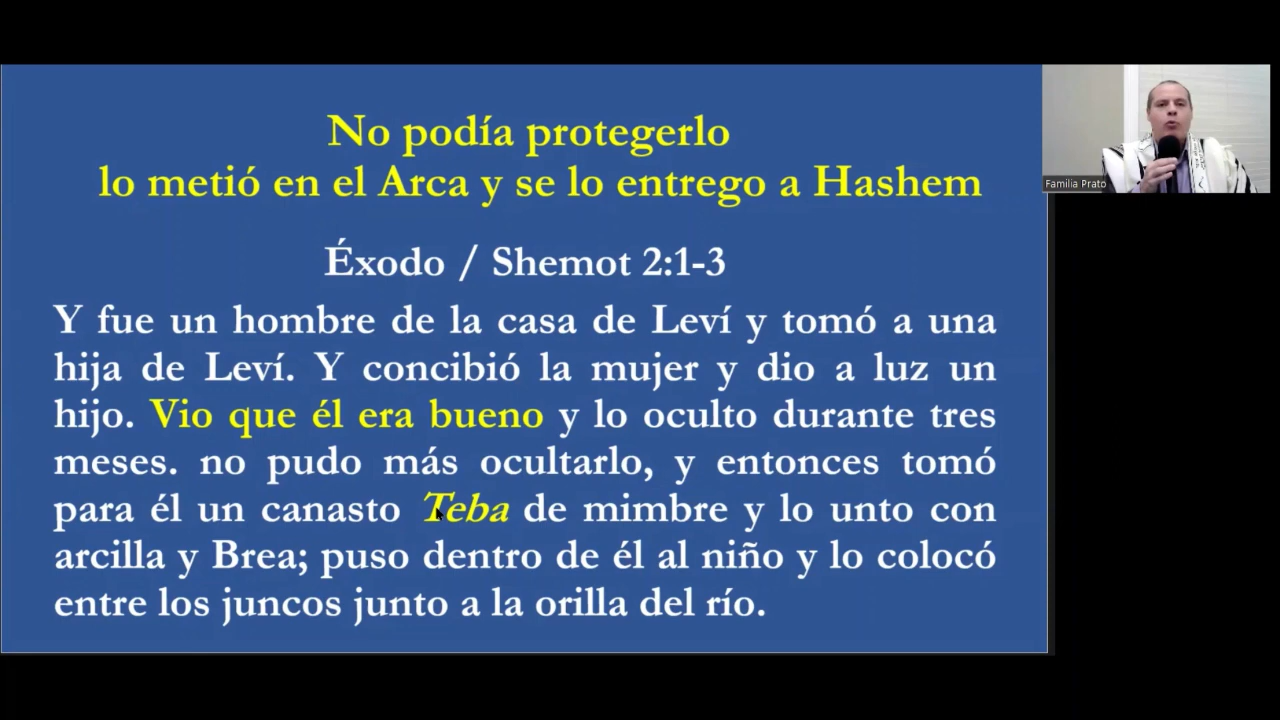 No podía protegerlo
lo metió en el Arca y se lo entrego a Hashem
Éxodo / Shemot 2:1-3
Y fue un hombre de la casa de Leví y tomó a una
hija de Leví. Y concibió la mujer y dio a luz un
hijo. Vio que él era bueno y lo oculto durante tres
meses. no pudo más ocultarlo, y entonces tomó
para él un canasto Teba de mimbre y lo unto con
arcilla y Brea; puso dentro de él al niño y lo colocó
entre los juncos junto a la orilla del río.
Familia Prato